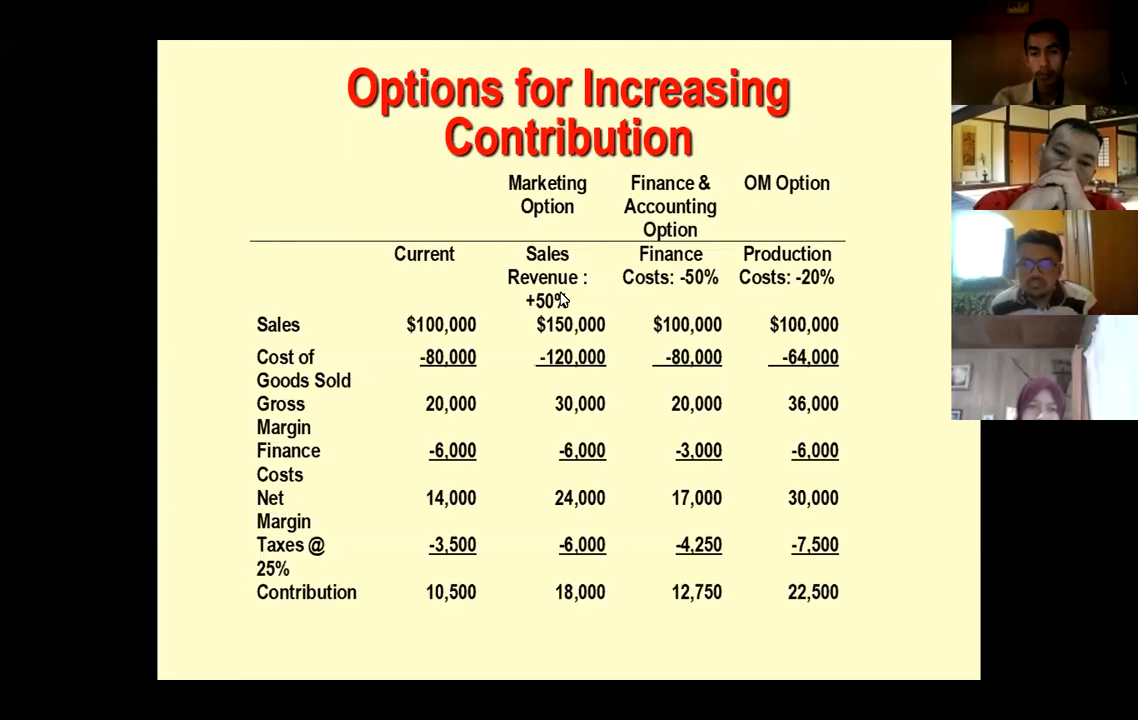 Options for Increasing
Contribution
Marketing Finance & OM Option
Option Accounting
Option
Current Sales Finance Production
Revenue : Costs: -50% Costs: -20%
+50%
Sales $100,000 $150,000 $100,000 $100,000
Cost of -80,000 -120,000 -80,000 -64,000
Goods Sold
Gross 20,000 30,000 20,000 36,000
Margin
Finance -6,000 -6,000 -3,000 -6,000
Costs
Net 14,000 24,000 17,000 30,000
Margin
Taxes @ -3,500 -6,000 -4,250 -7,500
25%
Contribution 10,500 18,000 12,750 22,500